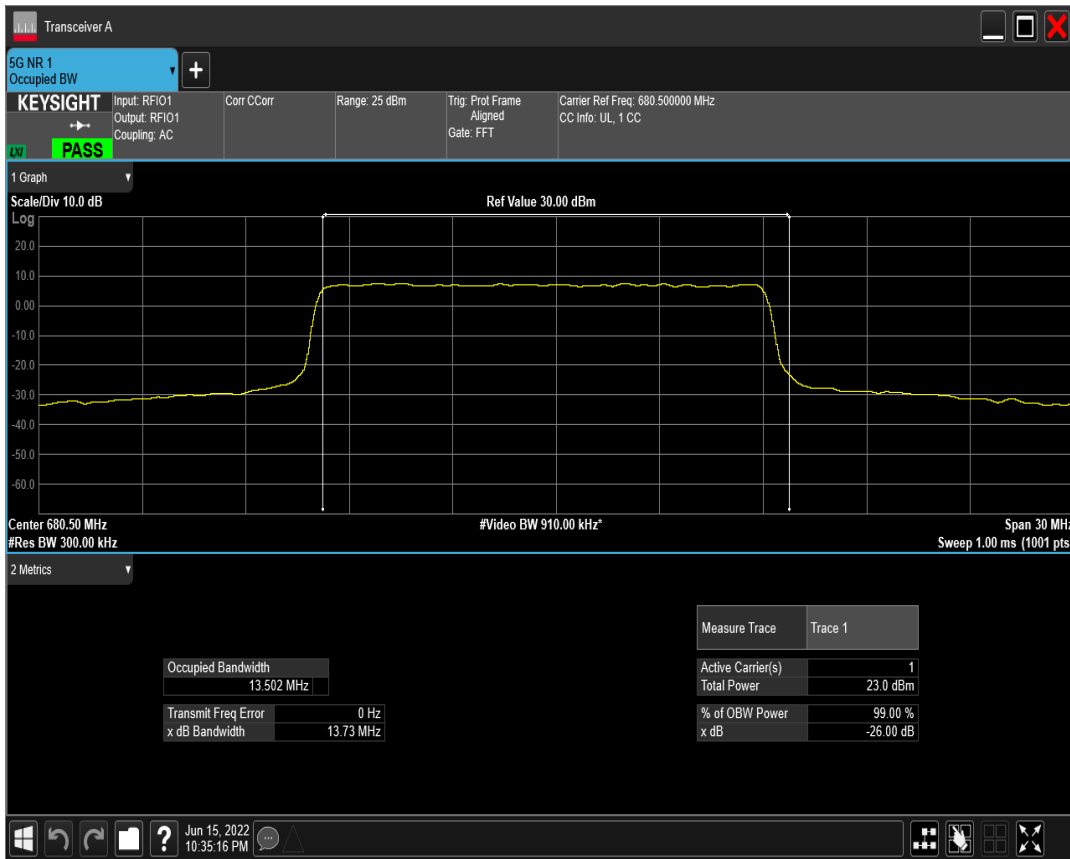 Transceiver A
5G NR 1
Occupied BW
+
KEYSIGHT
LXI
PASS
Input: RFIO1
Output: RFIO1
Coupling: AC
Corr CCorr
Range: 25 dBm
Trig: Prot Frame
Aligned
Gate: FFT
Carrier Ref Freq: 680.500000 MHz
CC Info: UL, 1 CC
1 Graph
Scale/Div 10.0 dB
Ref Value 30.00 dBm
Log
20.0
10.0
0.00
-10.0
-20.0
-30.0
-40.0
-50.0
-60.0
Center 680.50 MHz
#Video BW 910.00 kHz*
Span 30 MHz
#Res BW 300.00 kHz
Sweep 1.00 ms (1001 pts
2 Metrics
Measure Trace Trace 1
Occupied Bandwidth
13.502 MHz
Active Carrier(s) 1
Total Power 23.0 dBm
Transmit Freq Error 0 Hz
x dB Bandwidth 13.73 MHz
% of OBW Power 99.00 %
x dB -26.00 dB
?
Jun 15, 2022
10:35:16 PM